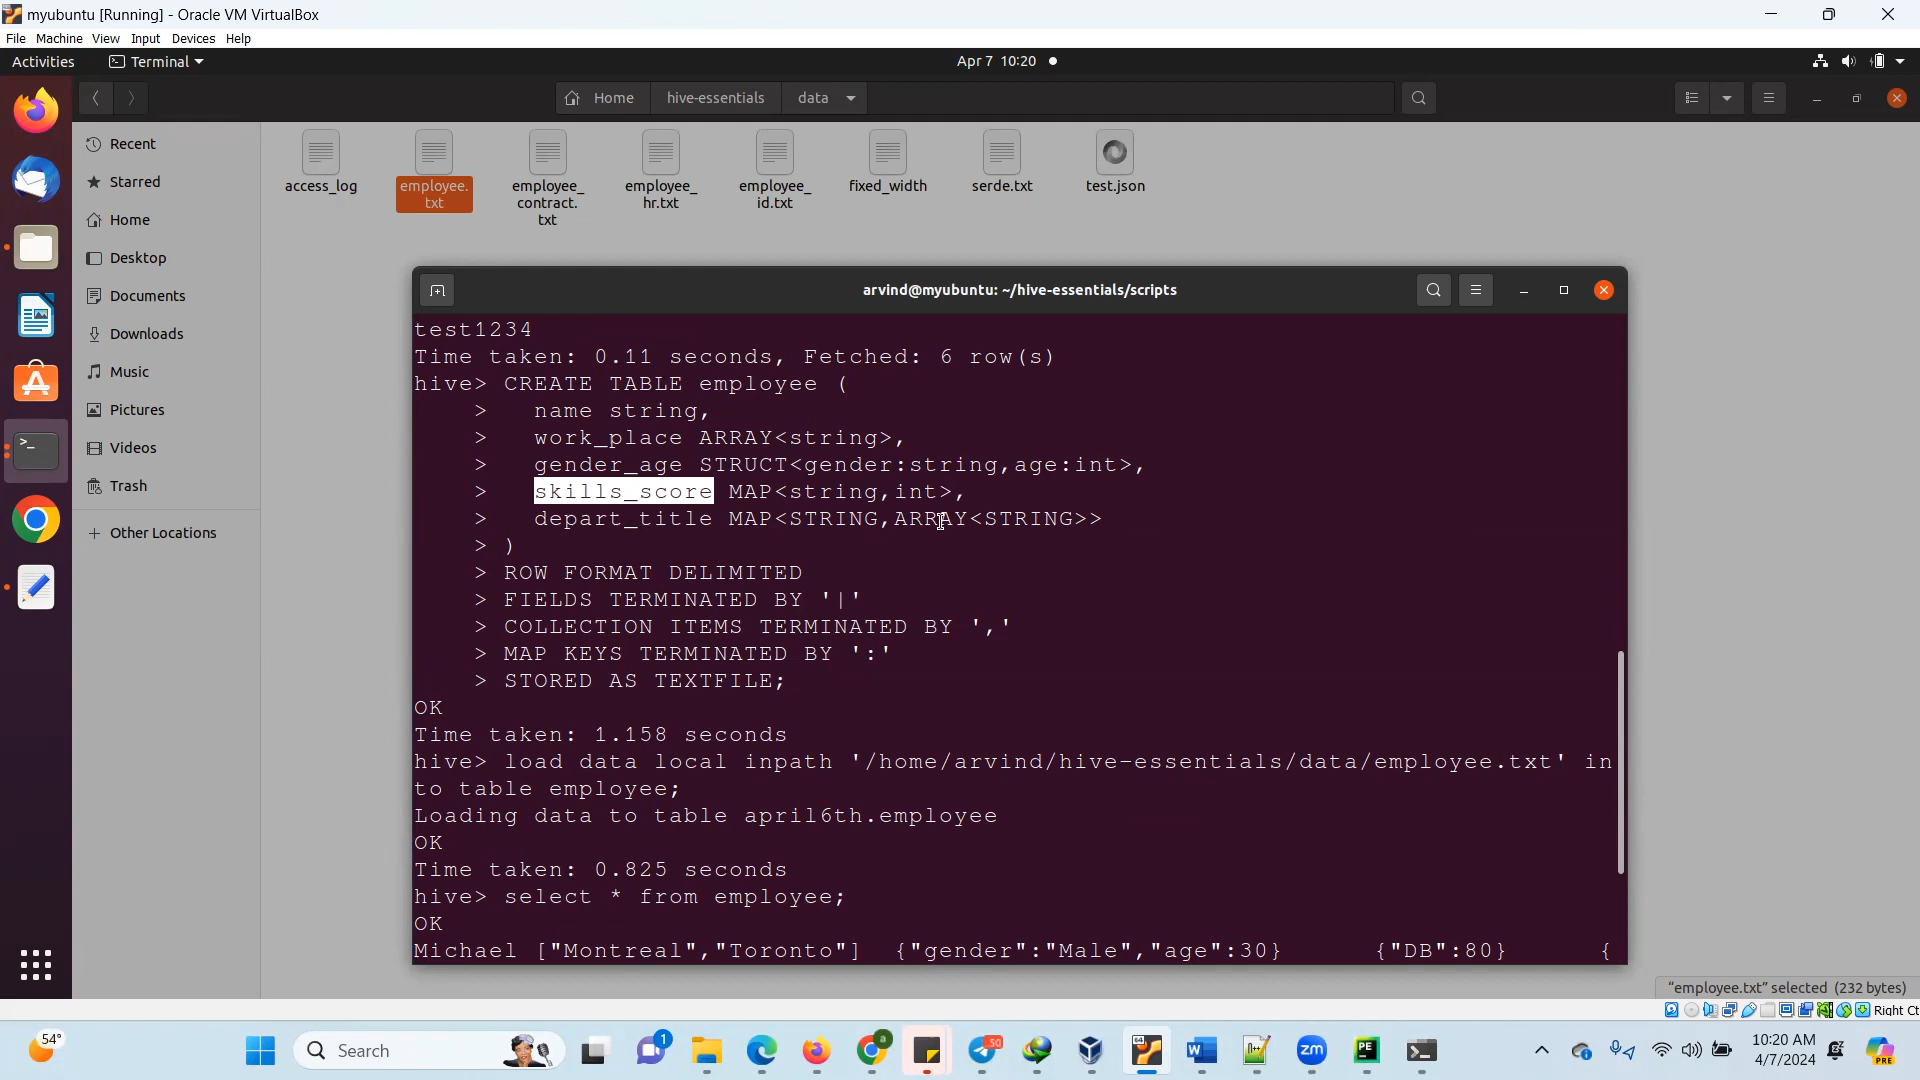 myubuntu [Running] - Oracle VM VirtualBox
File Machine View Input Devices Help
Activities Terminal Apr 7 10:20
Home hive-essentials data
Recent
Starred
Home
Desktop
Documents
Downloads
Music
Pictures
Videos
Trash
Other Locations
access_log
employee.
txt
employee_
contract.
txt
employee_
hr.txt
employee_
id.txt
fixed_width
serde.txt
test.json
arvind@myubuntu: ~/hive-essentials/scripts
test1234
Time taken: 0.11 seconds, Fetched: 6 row(s)
hive> CREATE TABLE employee (
> name string,
> work_place ARRAY<string>,
> gender_age STRUCT<gender:string,age:int>,
> skills_score MAP<string,int>,
> depart_title MAP<STRING,ARRAY<STRING>>
> )
> ROW FORMAT DELIMITED
> FIELDS TERMINATED BY '|'
> COLLECTION ITEMS TERMINATED BY ','
> MAP KEYS TERMINATED BY ':'
> STORED AS TEXTFILE;
OK
Time taken: 1.158 seconds
hive> load data local inpath '/home/arvind/hive-essentials/data/employee.txt' in
to table employee;
Loading data to table april6th.employee
OK
Time taken: 0.825 seconds
hive> select * from employee;
OK
Michael ["Montreal","Toronto"] {"gender":"Male","age":30} {"DB":80} {
"employee.txt" selected (232 bytes)
Right Ct
54°
Search
1
50
10:20 AM
4/7/2024